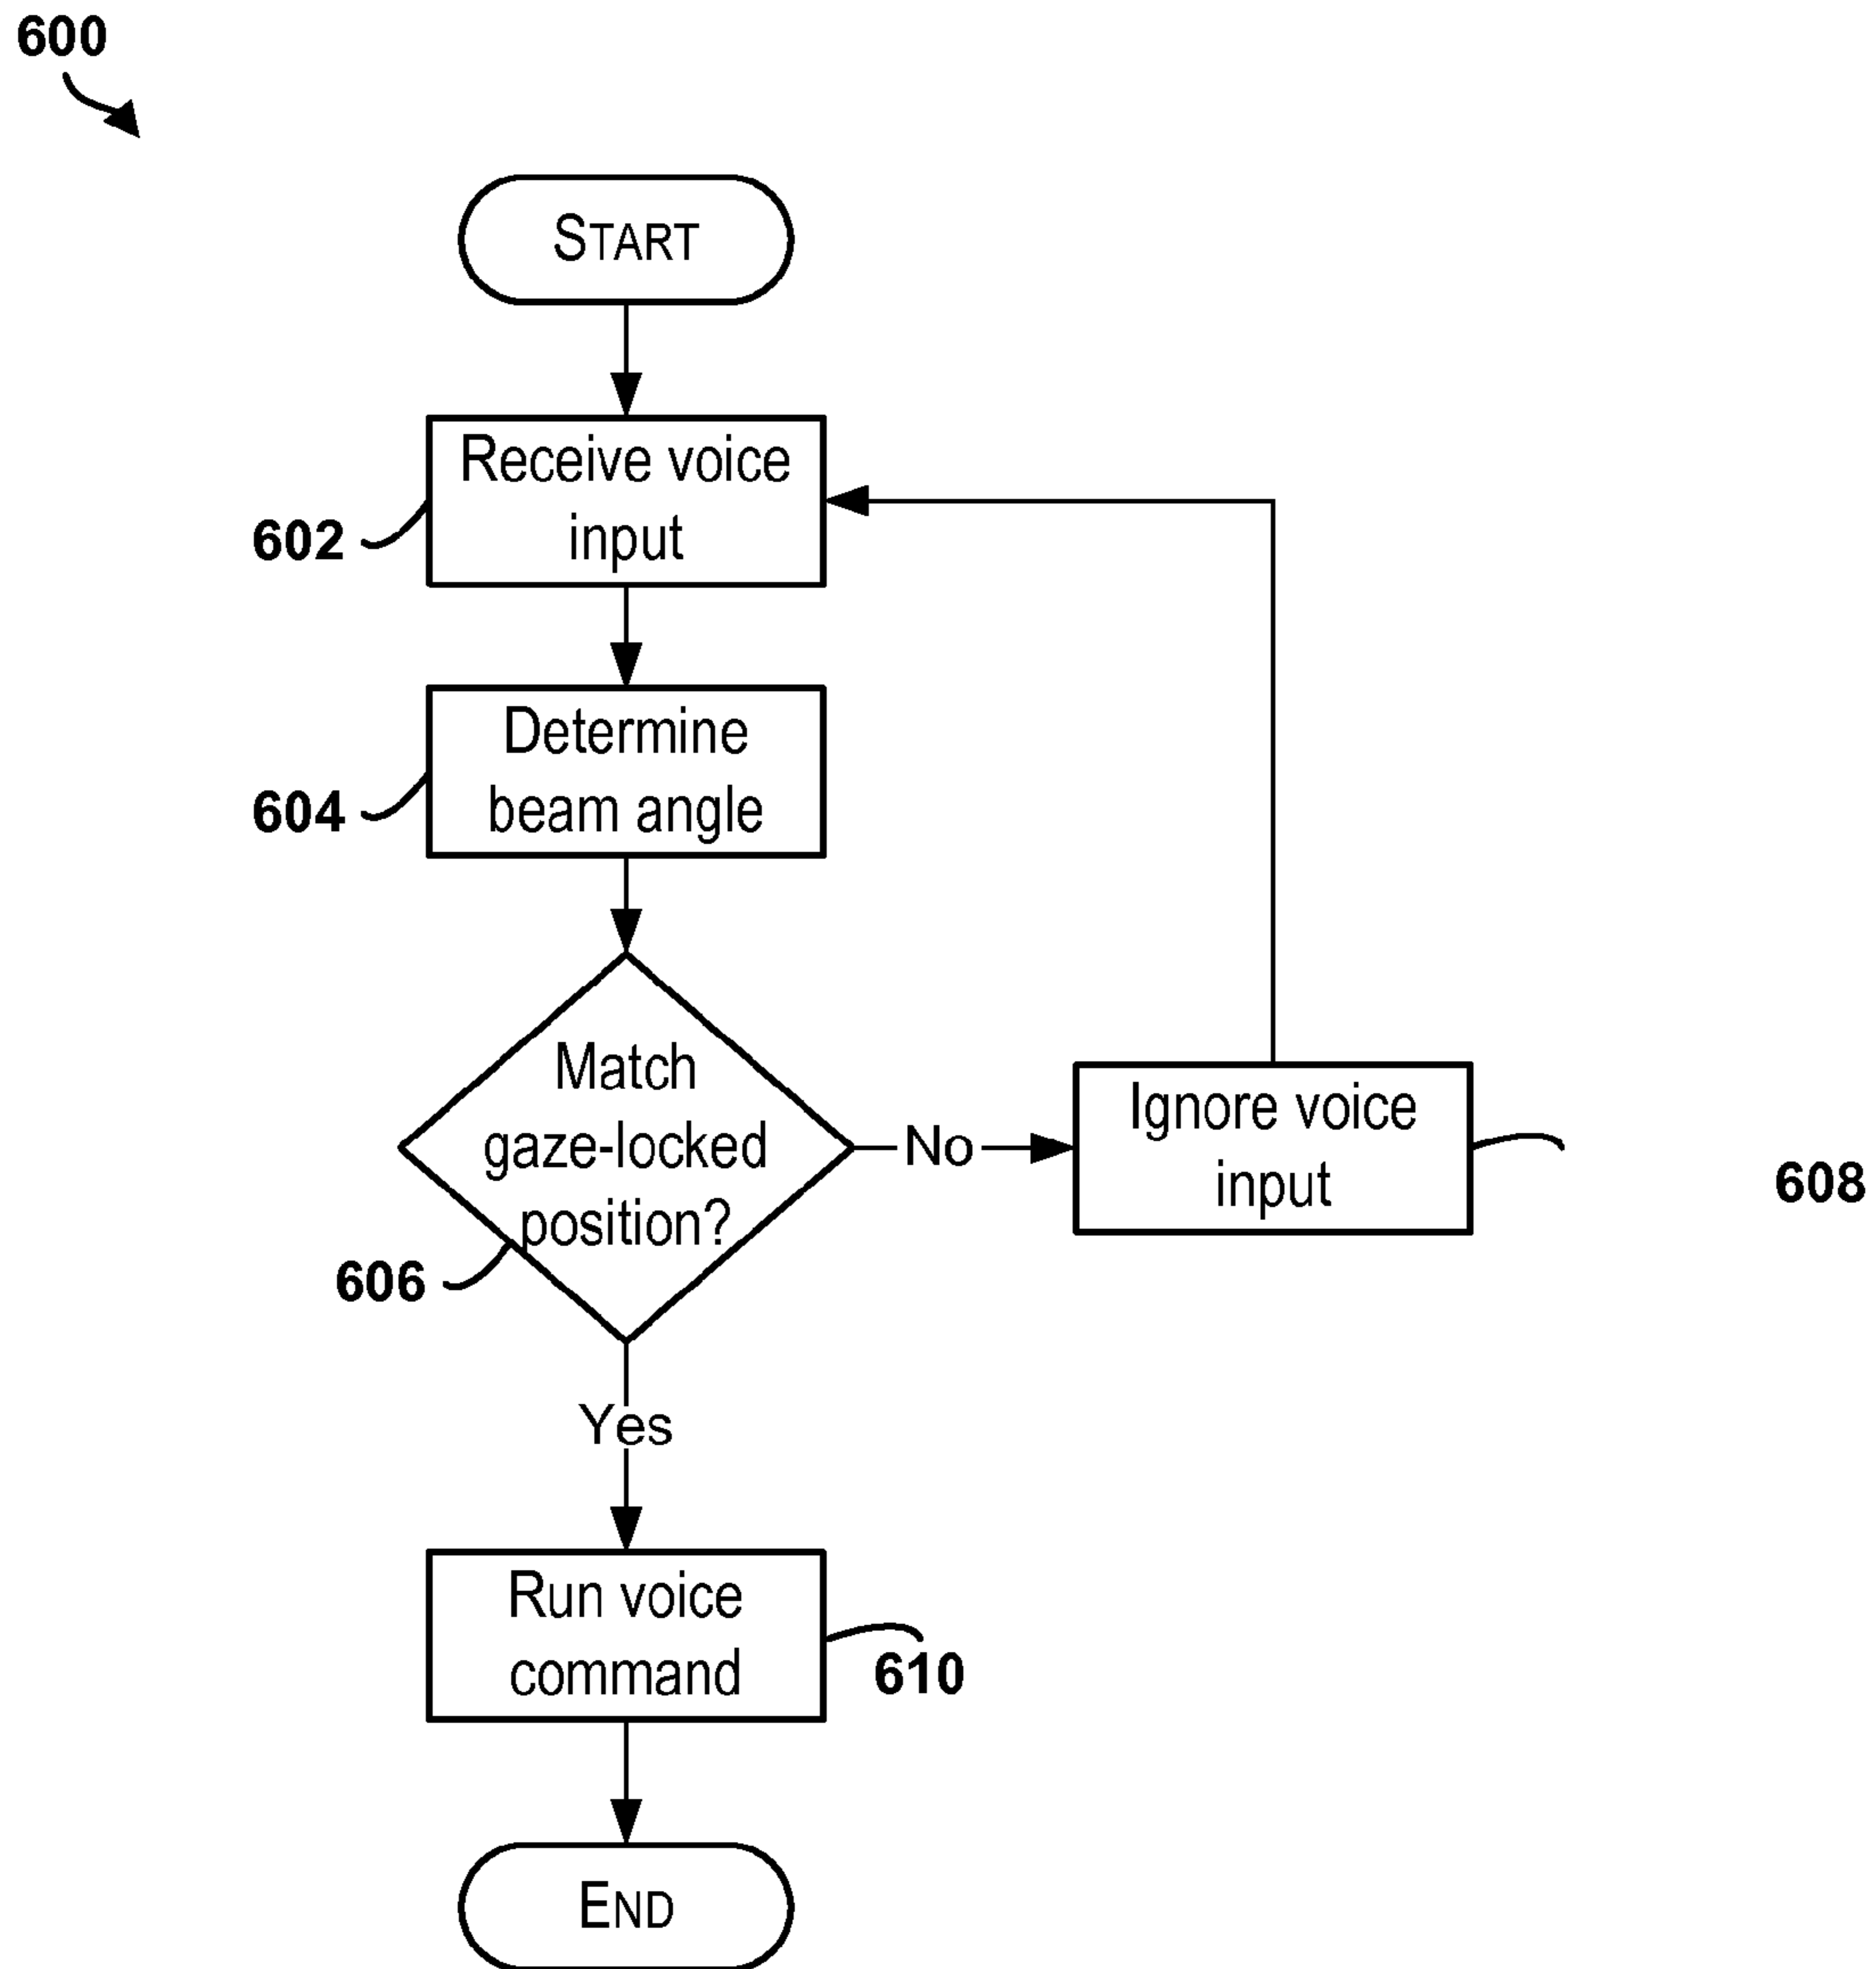 600
START
Receive voice
input
602
Determine
beam angle
604
Match
gaze-locked
position?
606
No
Ignore voice
input
608
Yes
Run voice
command
610
END